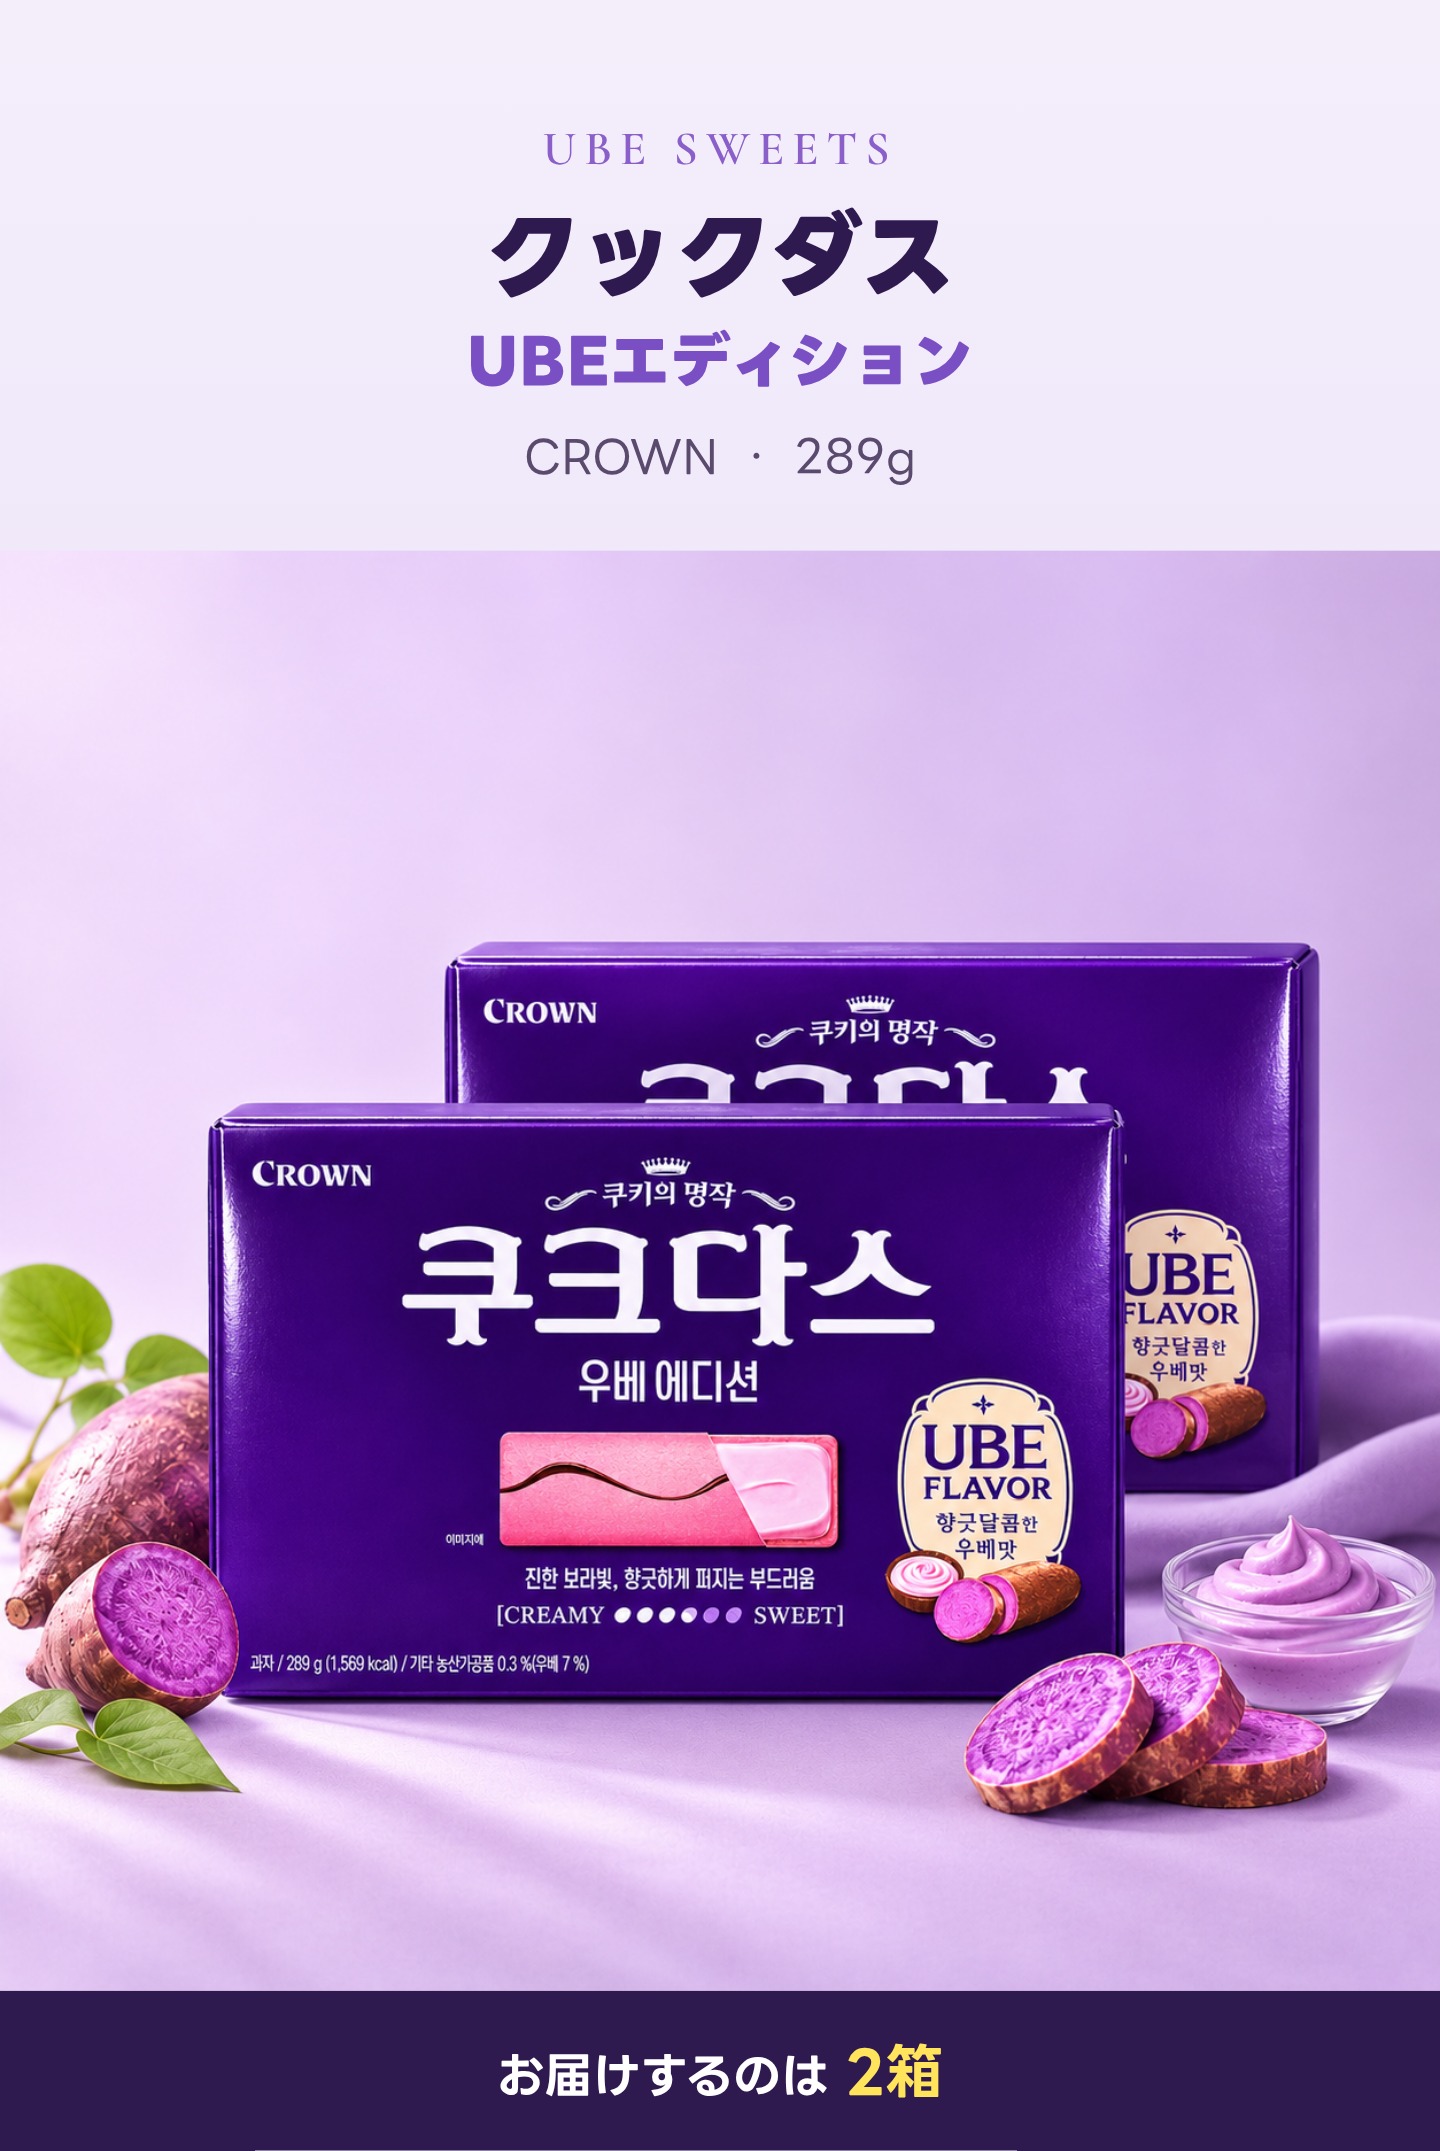 UBE SWEETS
クックダス
UBEエディション
CROWN · 289g
CROWN
쿠키의 명작
쿠크다스
UBE
FLAVOR
향긋달콤한
우베맛
CROWN
쿠키의 명작
쿠크다스
우베 에디션
이미지예
UBE
FLAVOR
향긋달콤한
우베맛
진한 보라빛, 향긋하게 퍼지는 부드러움
[CREAMY SWEET]
과자 / 289 g (1,569 kcal) / 기타 농산가공품 0.3 %(우베 7 %)
お届けするのは 2箱